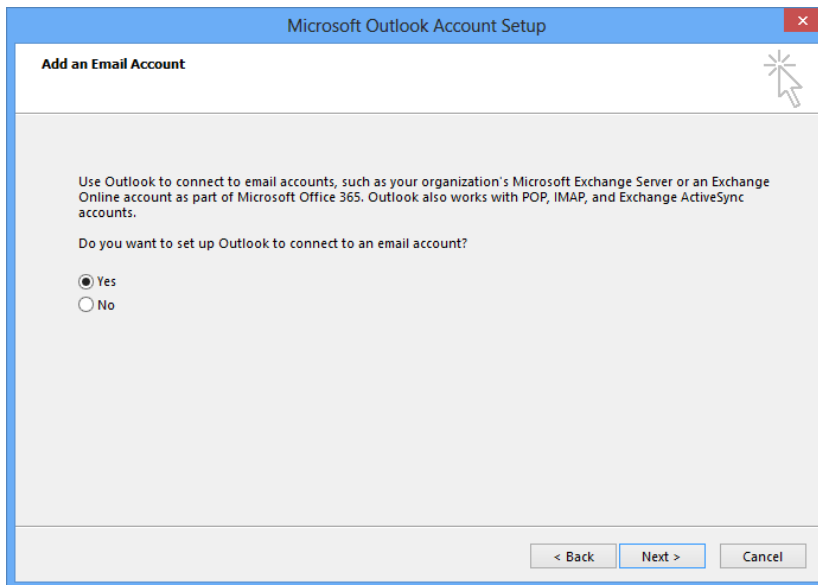 Microsoft Outlook Account Setup
Add an Email Account
Use Outlook to connect to email accounts, such as your organization's Microsoft Exchange Server or an Exchange
Online account as part of Microsoft Office 365. Outlook also works with POP, IMAP, and Exchange ActiveSync
accounts.
Do you want to set up Outlook to connect to an email account?
Yes
No
< Back Next > Cancel